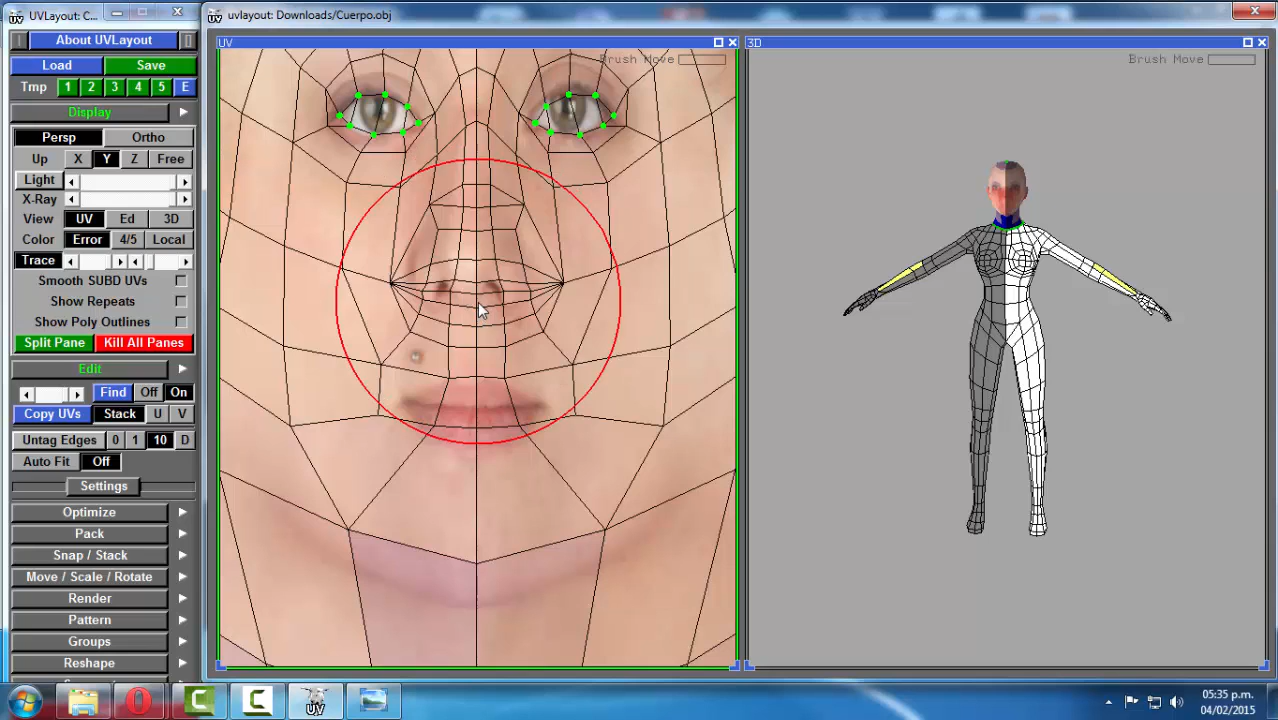 UVLayout: C...
uvlayout: Downloads/Cuerpo.obj
About UVLayout
Load Save
Tmp 1 2 3 4 5 E
Display
Persp Ortho
Up X Y Z Free
Light
X-Ray
View UV Ed 3D
Color Error 4/5 Local
Trace
Smooth SUBD UVs
Show Repeats
Show Poly Outlines
Split Pane Kill All Panes
Edit
Find Off On
Copy UVs Stack U V
Untag Edges 0 1 10 D
Auto Fit Off
Settings
Optimize
Pack
Snap / Stack
Move / Scale / Rotate
Render
Pattern
Groups
Reshape
UV
Brush Move
3D
Brush Move
UV
05:35 p.m.
04/02/2015